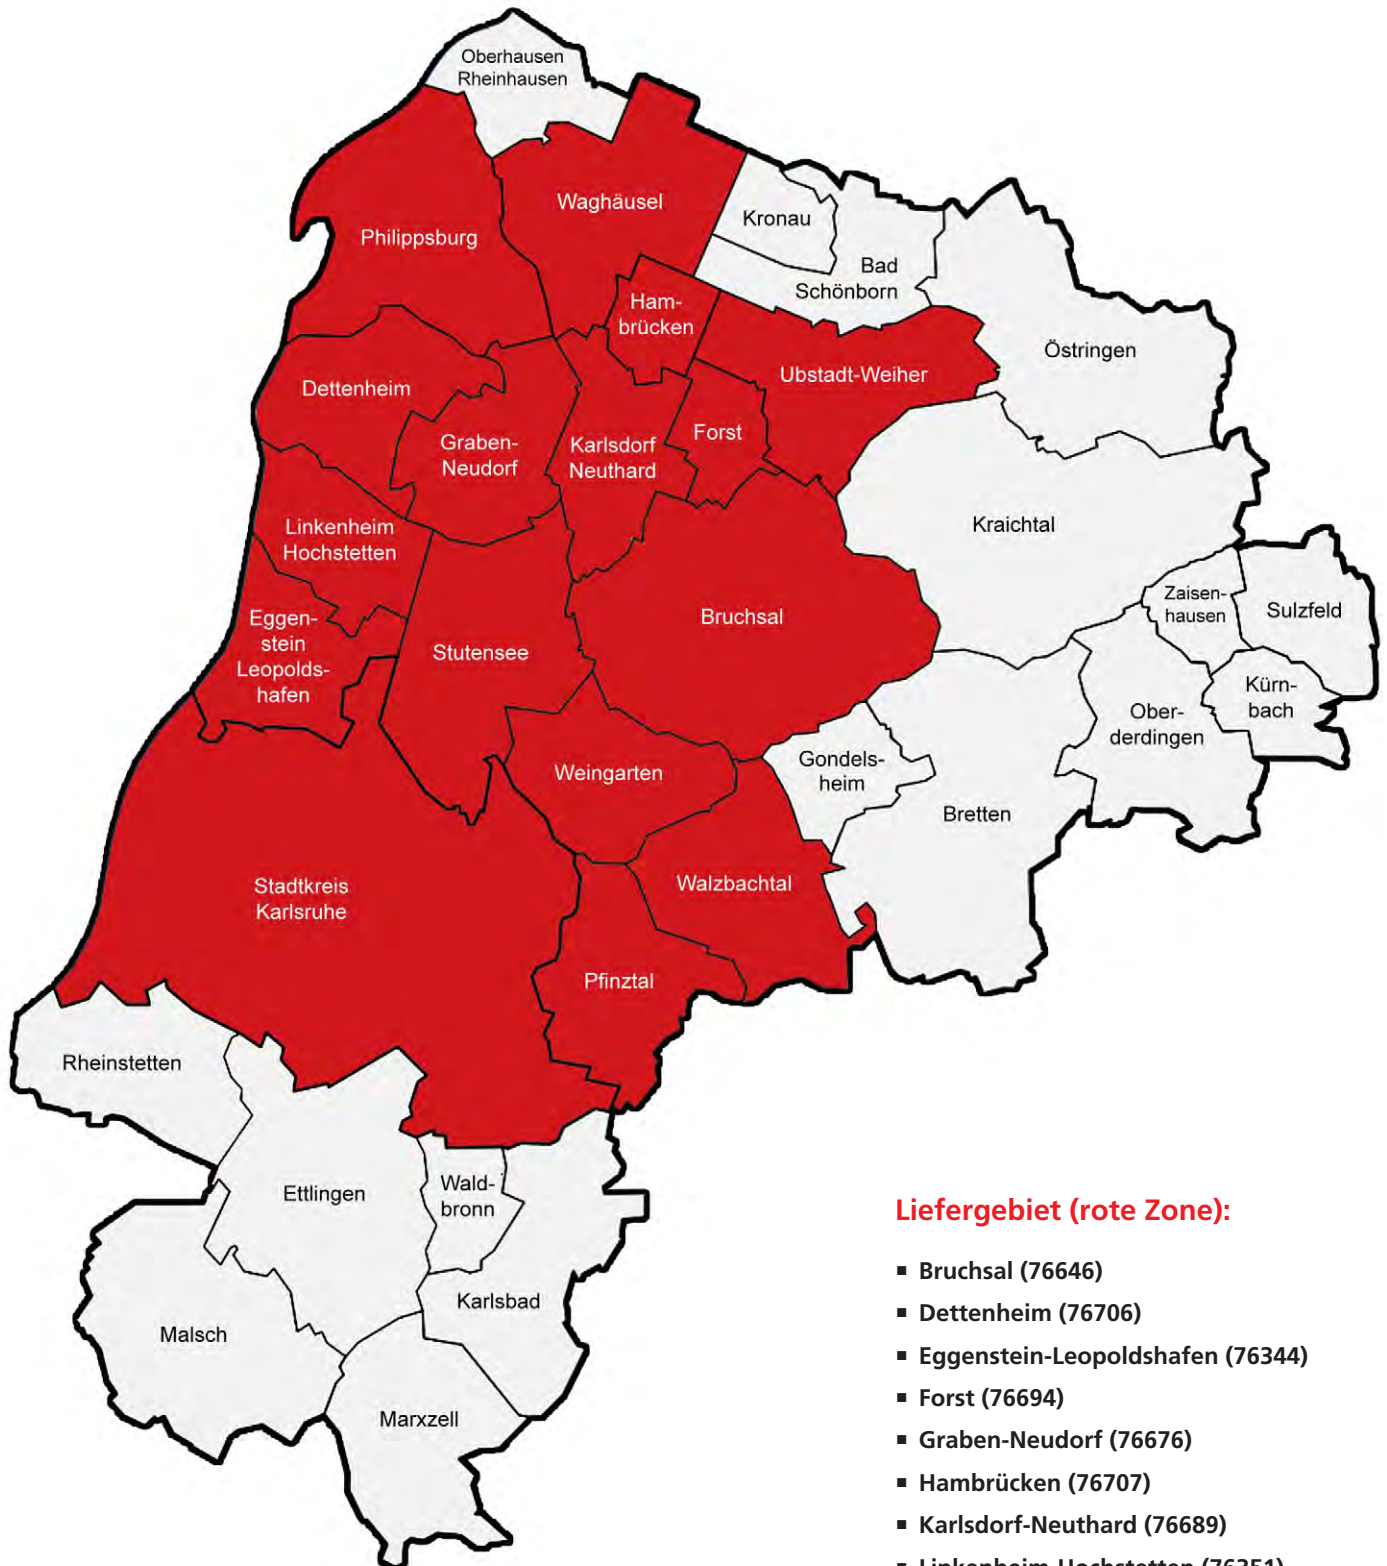 Oberhausen
Rheinhausen
Waghäusel
Philippsburg
Kronau
Bad
Schönborn
Ham-
brücken
Östringen
Dettenheim
Ubstadt-Weiher
Graben-
Neudorf
Karlsdorf
Neuthard
Forst
Linkenheim
Hochstetten
Kraichtal
Eggen-
stein
Leopolds-
hafen
Stutensee
Bruchsal
Zaisen-
hausen
Sulzfeld
Kürn-
bach
Ober-
derdingen
Weingarten
Gondels-
heim
Bretten
Stadtkreis
Karlsruhe
Walzbachtal
Pfinztal
Rheinstetten
Ettlingen
Wald-
bronn
Karlsbad
Malsch
Marxzell
Liefergebiet (rote Zone):
▪ Bruchsal (76646)
▪ Dettenheim (76706)
▪ Eggenstein-Leopoldshafen (76344)
▪ Forst (76694)
▪ Graben-Neudorf (76676)
▪ Hambrücken (76707)
▪ Karlsdorf-Neuthard (76689)
▪ Linkenheim-Hochstetten (76351)